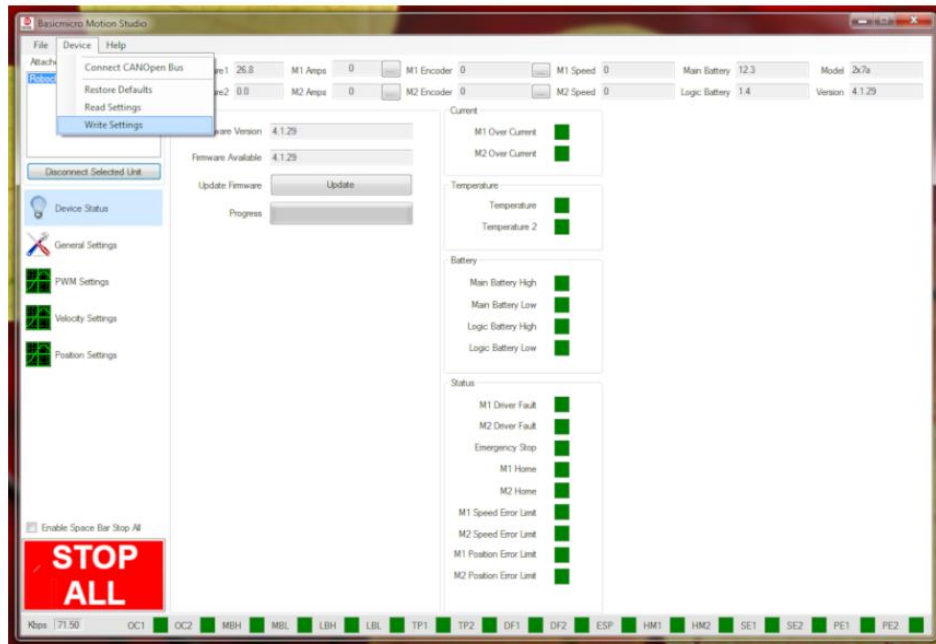 Basicmicro Motion Studio
File Device Help
Connect CANOpen Bus
Restore Defaults
Read Settings
Write Settings
26.8 M1 Amps 0 ... M1 Encoder 0 ... M1 Speed 0 Main Battery 12.3 Model 2x7a
0.0 M2 Amps 0 ... M2 Encoder 0 ... M2 Speed 0 Logic Battery 1.4 Version 4.1.29
Version 4.1.29
Firmware Available 4.1.29
Update Firmware Update
Progress
Disconnect Selected Unit
Device Status
General Settings
PWM Settings
Velocity Settings
Position Settings
Current
M1 Over Current
M2 Over Current
Temperature
Temperature
Temperature 2
Battery
Main Battery High
Main Battery Low
Logic Battery High
Logic Battery Low
Status
M1 Driver Fault
M2 Driver Fault
Emergency Stop
M1 Home
M2 Home
M1 Speed Error Limit
M2 Speed Error Limit
M1 Position Error Limit
M2 Position Error Limit
Enable Space Bar Stop All
STOP
ALL
Kbps 71.50 OC1 OC2 MBH MBL LBH LBL TP1 TP2 DF1 DF2 ESP HM1 HM2 SE1 SE2 PE1 PE2